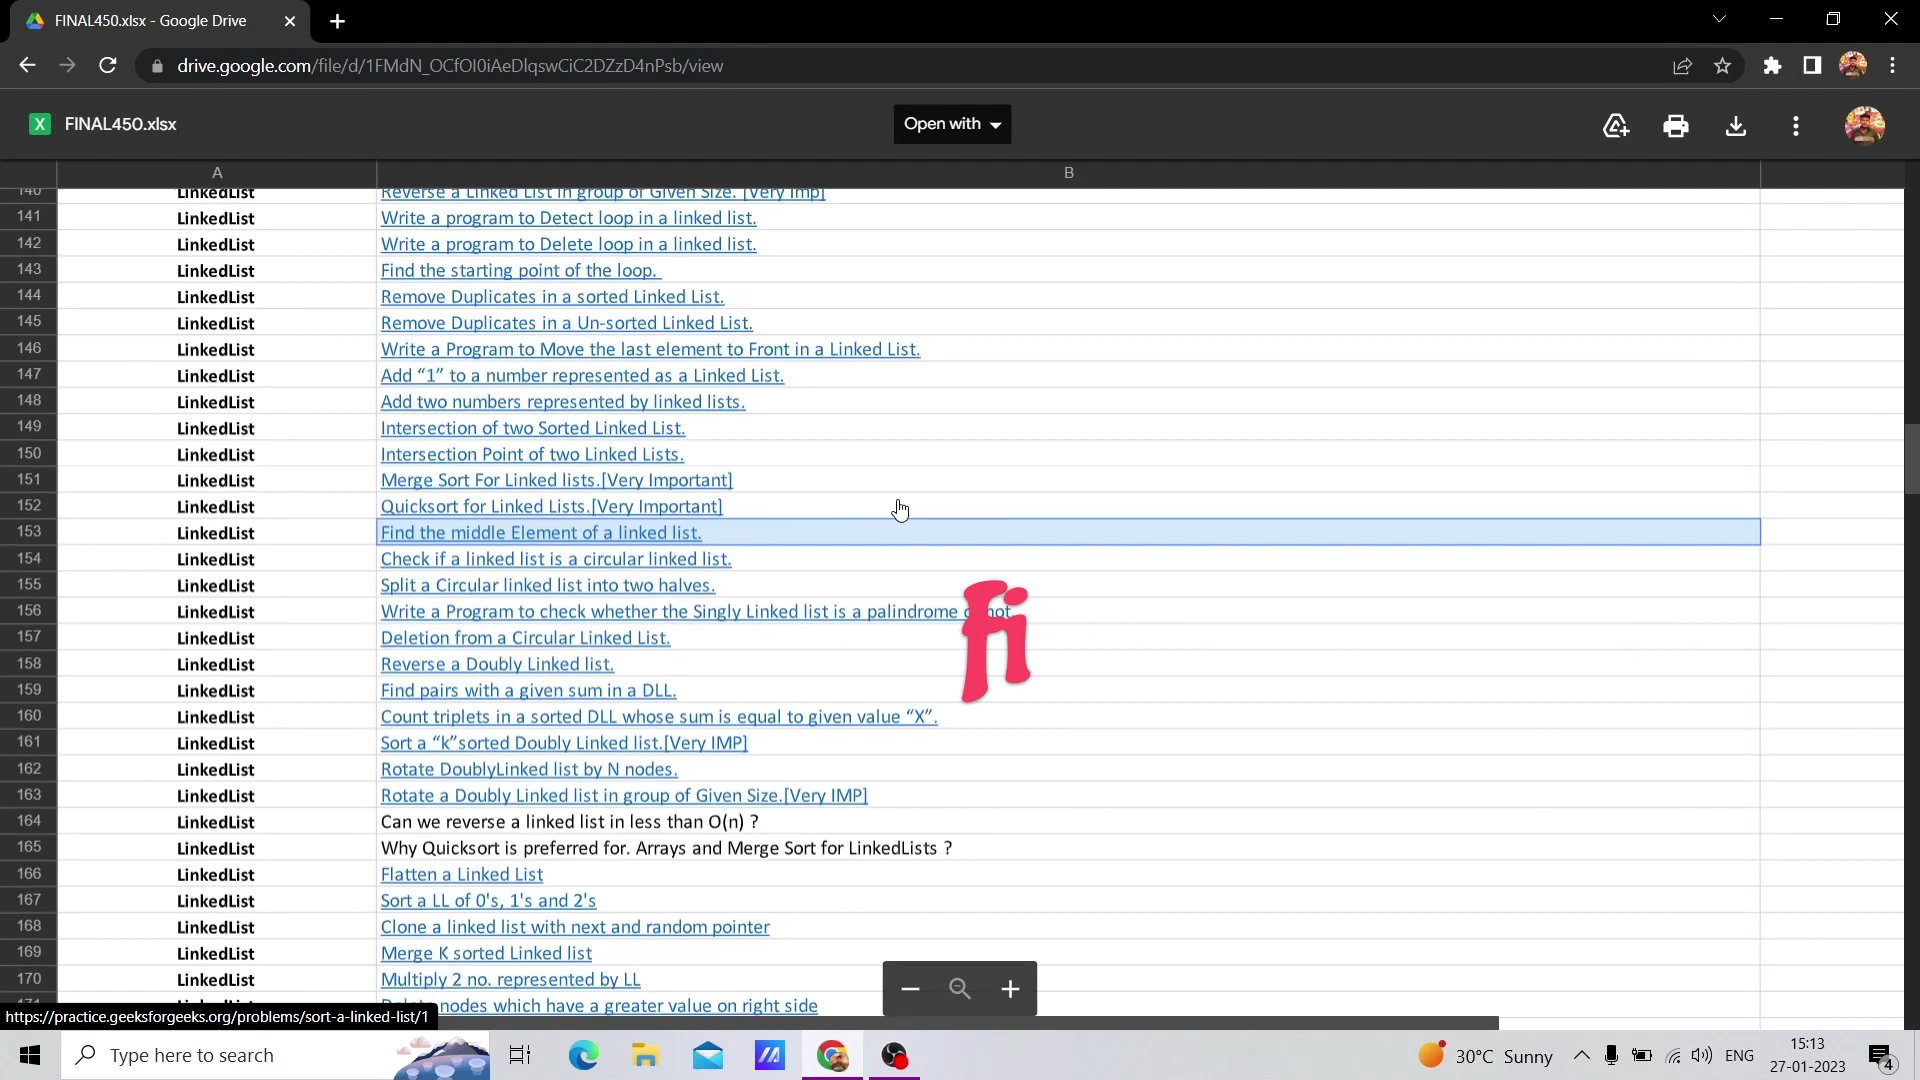 FINAL450.xlsx - Google Drive
drive.google.com/file/d/1FMdN_OCfOI0iAeDlqswCiC2DZzD4nPsb/view
X FINAL450.xlsx Open with
A B
140 LinkedList Reverse a Linked List in group of Given Size. [Very Imp]
141 LinkedList Write a program to Detect loop in a linked list.
142 LinkedList Write a program to Delete loop in a linked list.
143 LinkedList Find the starting point of the loop.
144 LinkedList Remove Duplicates in a sorted Linked List.
145 LinkedList Remove Duplicates in a Un-sorted Linked List.
146 LinkedList Write a Program to Move the last element to Front in a Linked List.
147 LinkedList Add “1” to a number represented as a Linked List.
148 LinkedList Add two numbers represented by linked lists.
149 LinkedList Intersection of two Sorted Linked List.
150 LinkedList Intersection Point of two Linked Lists.
151 LinkedList Merge Sort For Linked lists.[Very Important]
152 LinkedList Quicksort for Linked Lists.[Very Important]
153 LinkedList Find the middle Element of a linked list.
154 LinkedList Check if a linked list is a circular linked list.
155 LinkedList Split a Circular linked list into two halves.
156 LinkedList Write a Program to check whether the Singly Linked list is a palindrome or not.
fi
157 LinkedList Deletion from a Circular Linked List.
158 LinkedList Reverse a Doubly Linked list.
159 LinkedList Find pairs with a given sum in a DLL.
160 LinkedList Count triplets in a sorted DLL whose sum is equal to given value “X”.
161 LinkedList Sort a “k”sorted Doubly Linked list.[Very IMP]
162 LinkedList Rotate DoublyLinked list by N nodes.
163 LinkedList Rotate a Doubly Linked list in group of Given Size.[Very IMP]
164 LinkedList Can we reverse a linked list in less than O(n) ?
165 LinkedList Why Quicksort is preferred for. Arrays and Merge Sort for LinkedLists ?
166 LinkedList Flatten a Linked List
167 LinkedList Sort a LL of 0's, 1's and 2's
168 LinkedList Clone a linked list with next and random pointer
169 LinkedList Merge K sorted Linked list
170 LinkedList Multiply 2 no. represented by LL
nodes which have a greater value on right side
https://practice.geeksforgeeks.org/problems/sort-a-linked-list/1
Type here to search
30°C Sunny
ENG
15:13
27-01-2023
4